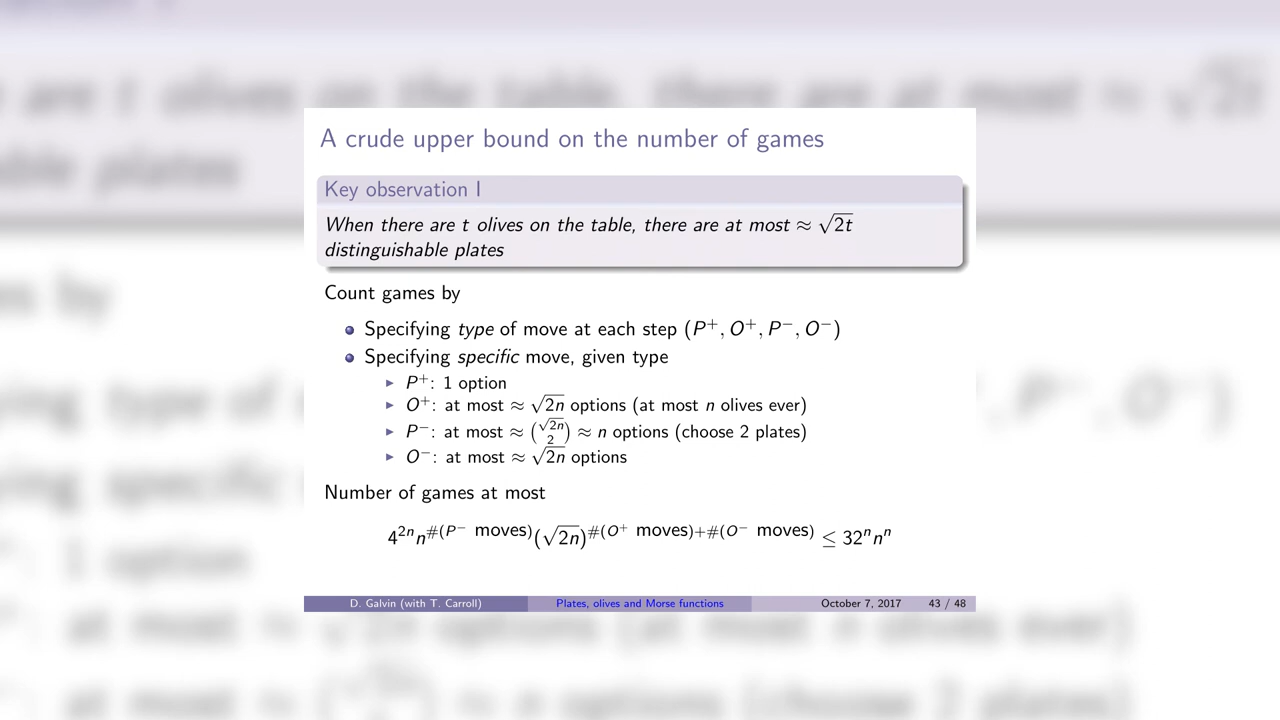 A crude upper bound on the number of games
Key observation I
When there are t olives on the table, there are at most ≈ √2t
distinguishable plates
Count games by
Specifying type of move at each step (P⁺, O⁺, P⁻, O⁻)
Specifying specific move, given type
P⁺: 1 option
O⁺: at most ≈ √2n options (at most n olives ever)
P⁻: at most ≈ (√2n 2) ≈ n options (choose 2 plates)
O⁻: at most ≈ √2n options
Number of games at most
4²ⁿn^#(P⁻ moves)(√2n)^#(O⁺ moves)+#(O⁻ moves) ≤ 32ⁿnⁿ
D. Galvin (with T. Carroll) Plates, olives and Morse functions October 7, 2017 43 / 48